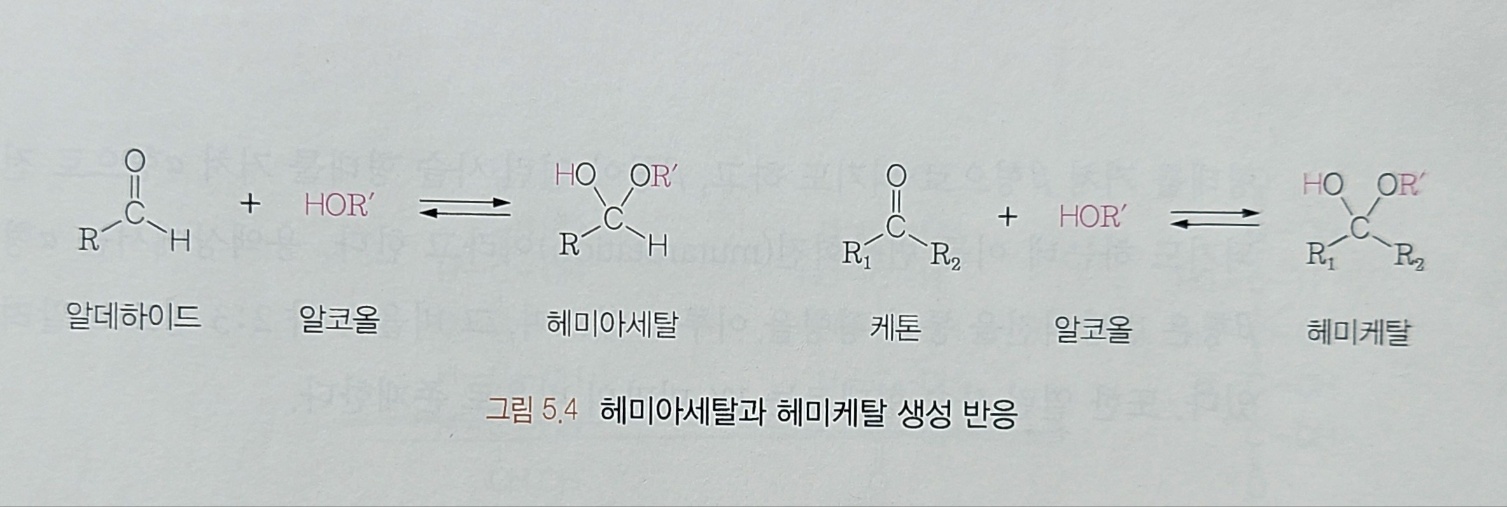 O
R C H + HOR′ HO OR′ C R H
알데하이드 알코올 헤미아세탈
O
R₁ C R₂ + HOR′ HO OR′ C R₁ R₂
케톤 알코올 헤미케탈
그림 5.4 헤미아세탈과 헤미케탈 생성 반응